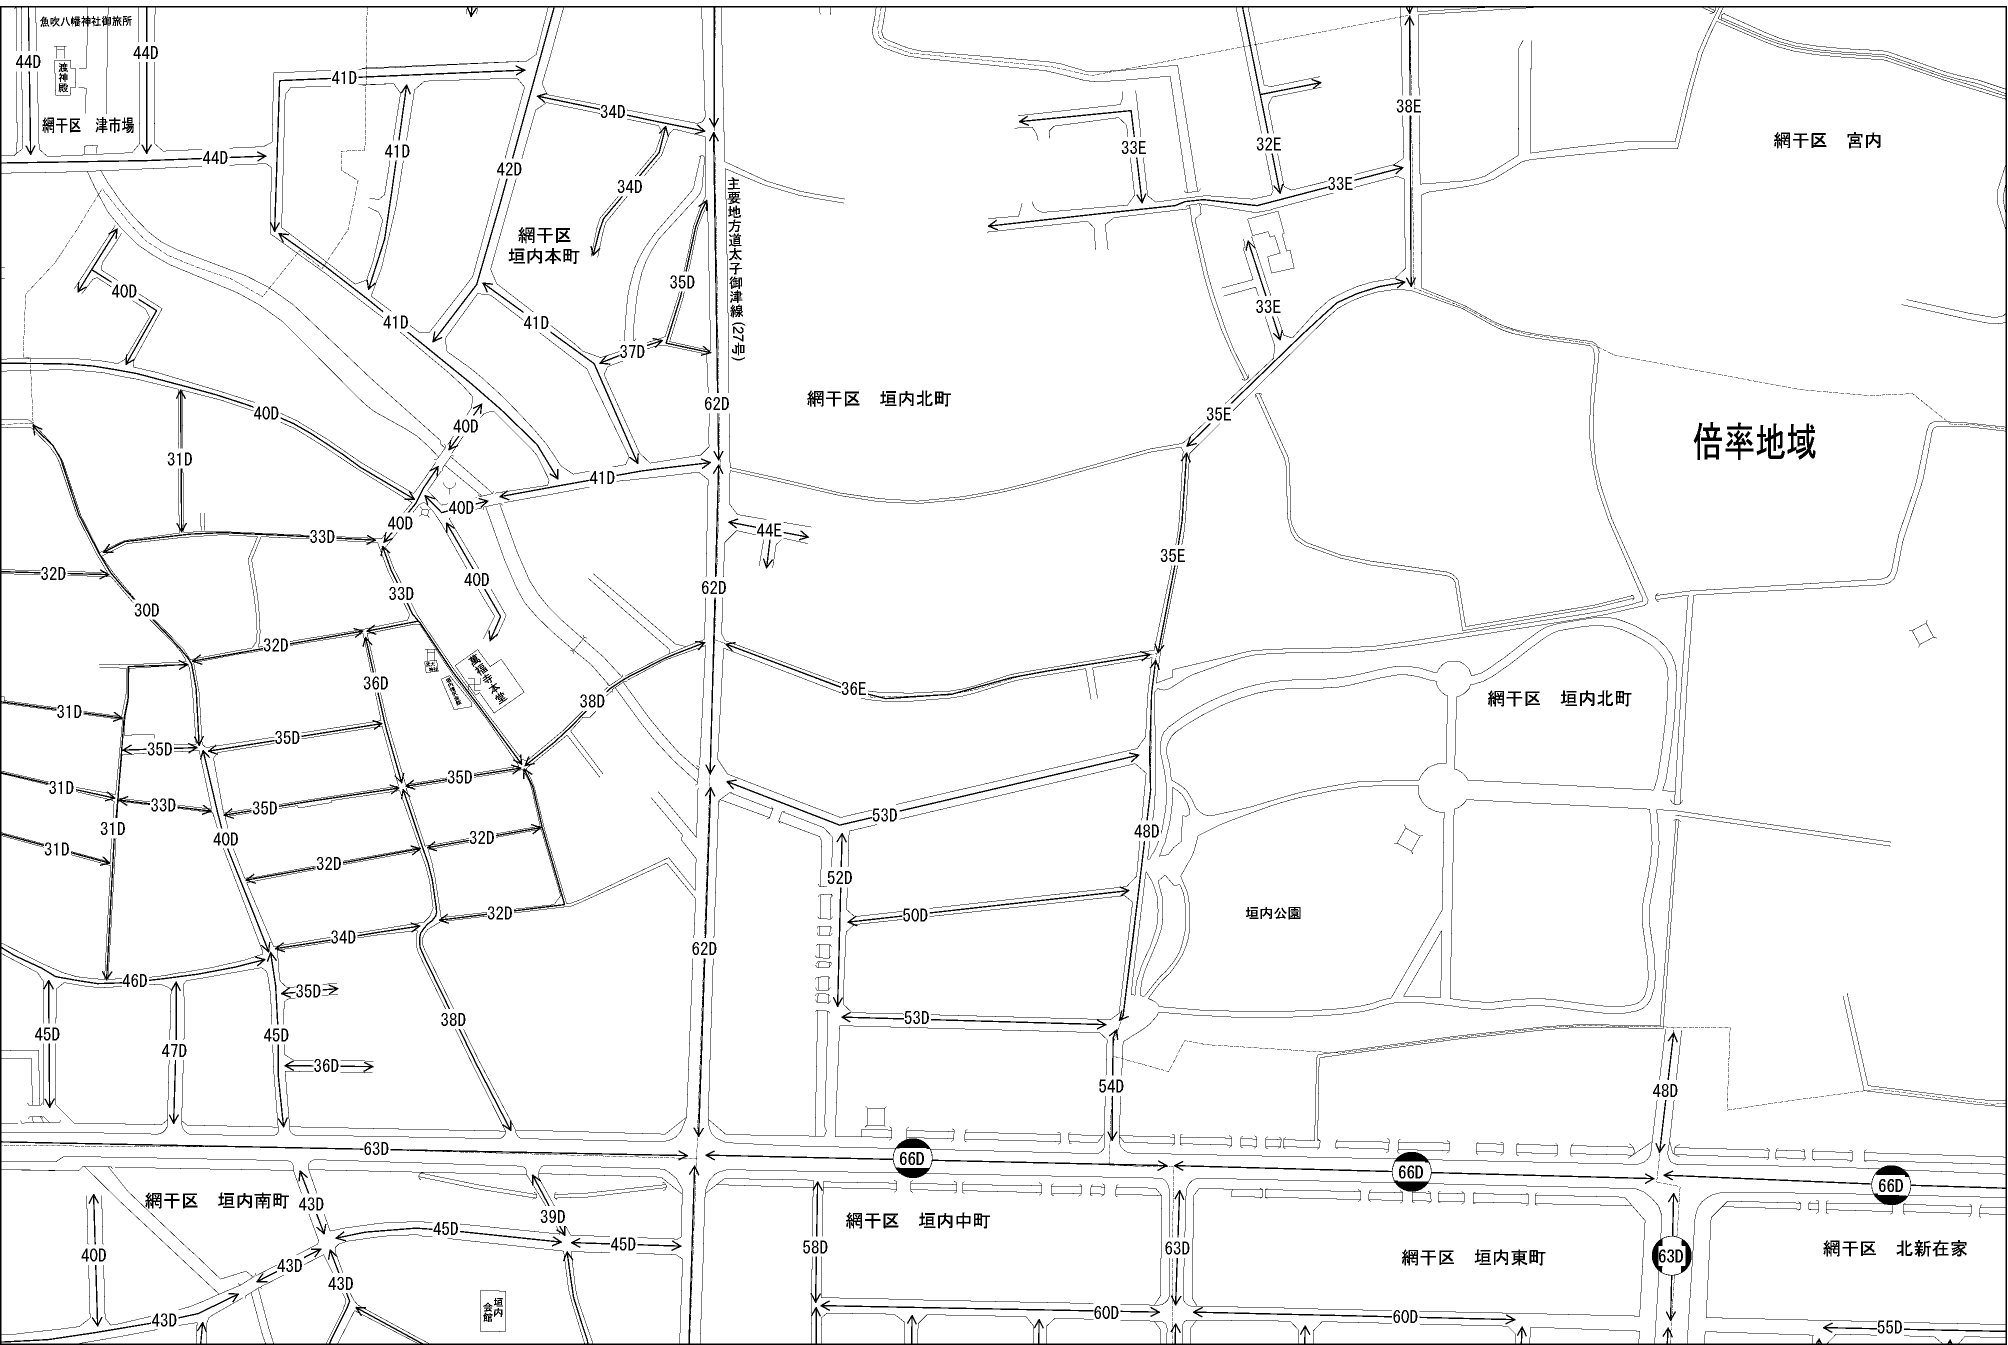 魚吹八幡神社御旅所
44D
44D
渡神殿
網干区 津市場
44D
41D
34D
41D
42D
34D
網干区
垣内本町
35D
主要地方道太子御津線(27号)
38E
33E
32E
33E
網干区 宮内
33E
40D
41D
41D
37D
62D
網干区 垣内北町
35E
倍率地域
40D
40D
31D
41D
40D
40D
44E
33D
35E
32D
40D
33D
62D
30D
32D
36D
萬福寺本堂
38D
36E
網干区 垣内北町
31D
35D
35D
35D
31D
33D
35D
53D
48D
31D
40D
32D
31D
32D
52D
32D
50D
垣内公園
34D
62D
46D
35D
38D
53D
45D
47D
45D
36D
54D
48D
63D
66D
66D
66D
網干区 垣内南町
43D
39D
45D
45D
網干区 垣内中町
58D
63D
網干区 垣内東町
63D
網干区 北新在家
40D
43D
43D
43D
垣内会館
60D
60D
55D